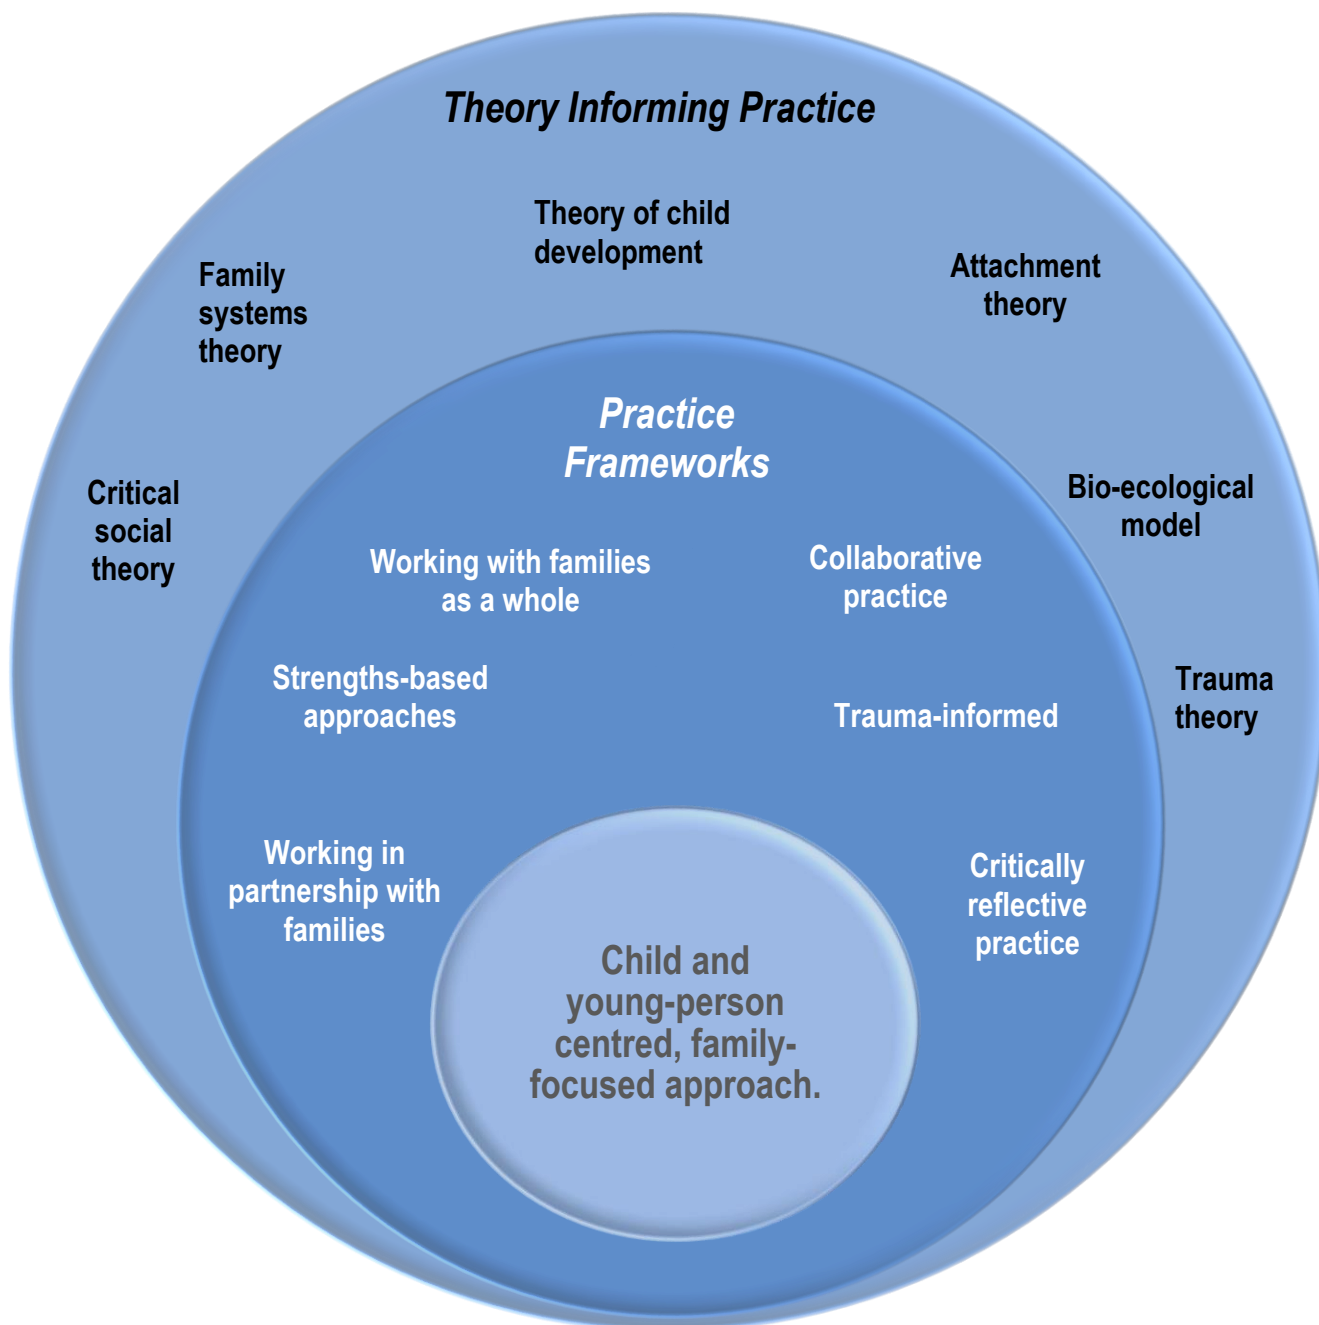 Theory Informing Practice
Theory of child
development
Family
systems
theory
Attachment
theory
Critical
social
theory
Bio-ecological
model
Trauma
theory
Practice
Frameworks
Working with families
as a whole
Collaborative
practice
Strengths-based
approaches
Trauma-informed
Working in
partnership with
families
Critically
reflective
practice
Child and
young-person
centred, family-
focused approach.